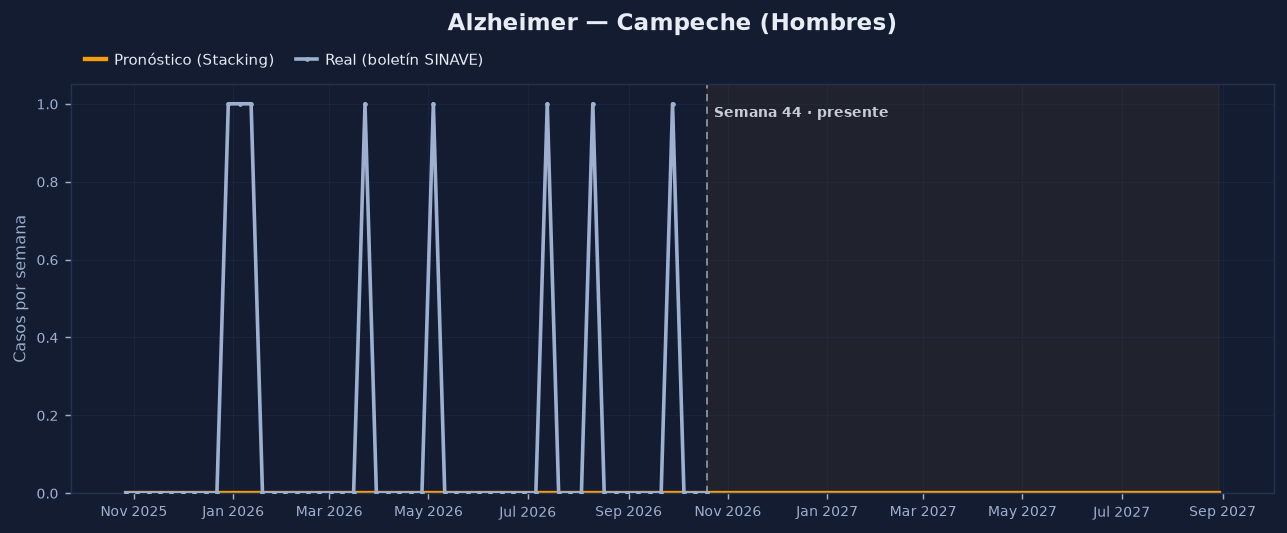 Alzheimer — Campeche (Hombres)
Pronóstico (Stacking)
Real (boletín SINAVE)
Semana 44 · presente
Casos por semana
1.0
0.8
0.6
0.4
0.2
0.0
Nov 2025
Jan 2026
Mar 2026
May 2026
Jul 2026
Sep 2026
Nov 2026
Jan 2027
Mar 2027
May 2027
Jul 2027
Sep 2027